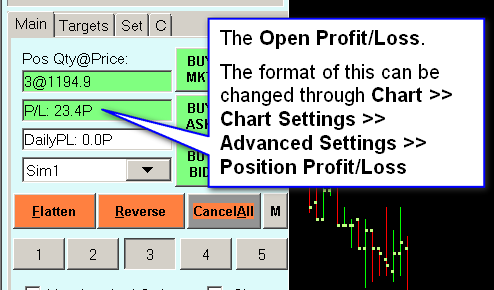 Main Targets Set C
Pos Qty@Price:
3@1194.9
P/L: 23.4P
DailyPL: 0.0P
Sim1
BUY
MKT
BUY
ASK
BUY
BID
The Open Profit/Loss.
The format of this can be
changed through Chart >>
Chart Settings >>
Advanced Settings >>
Position Profit/Loss
Flatten Reverse CancelAll M
1 2 3 4 5